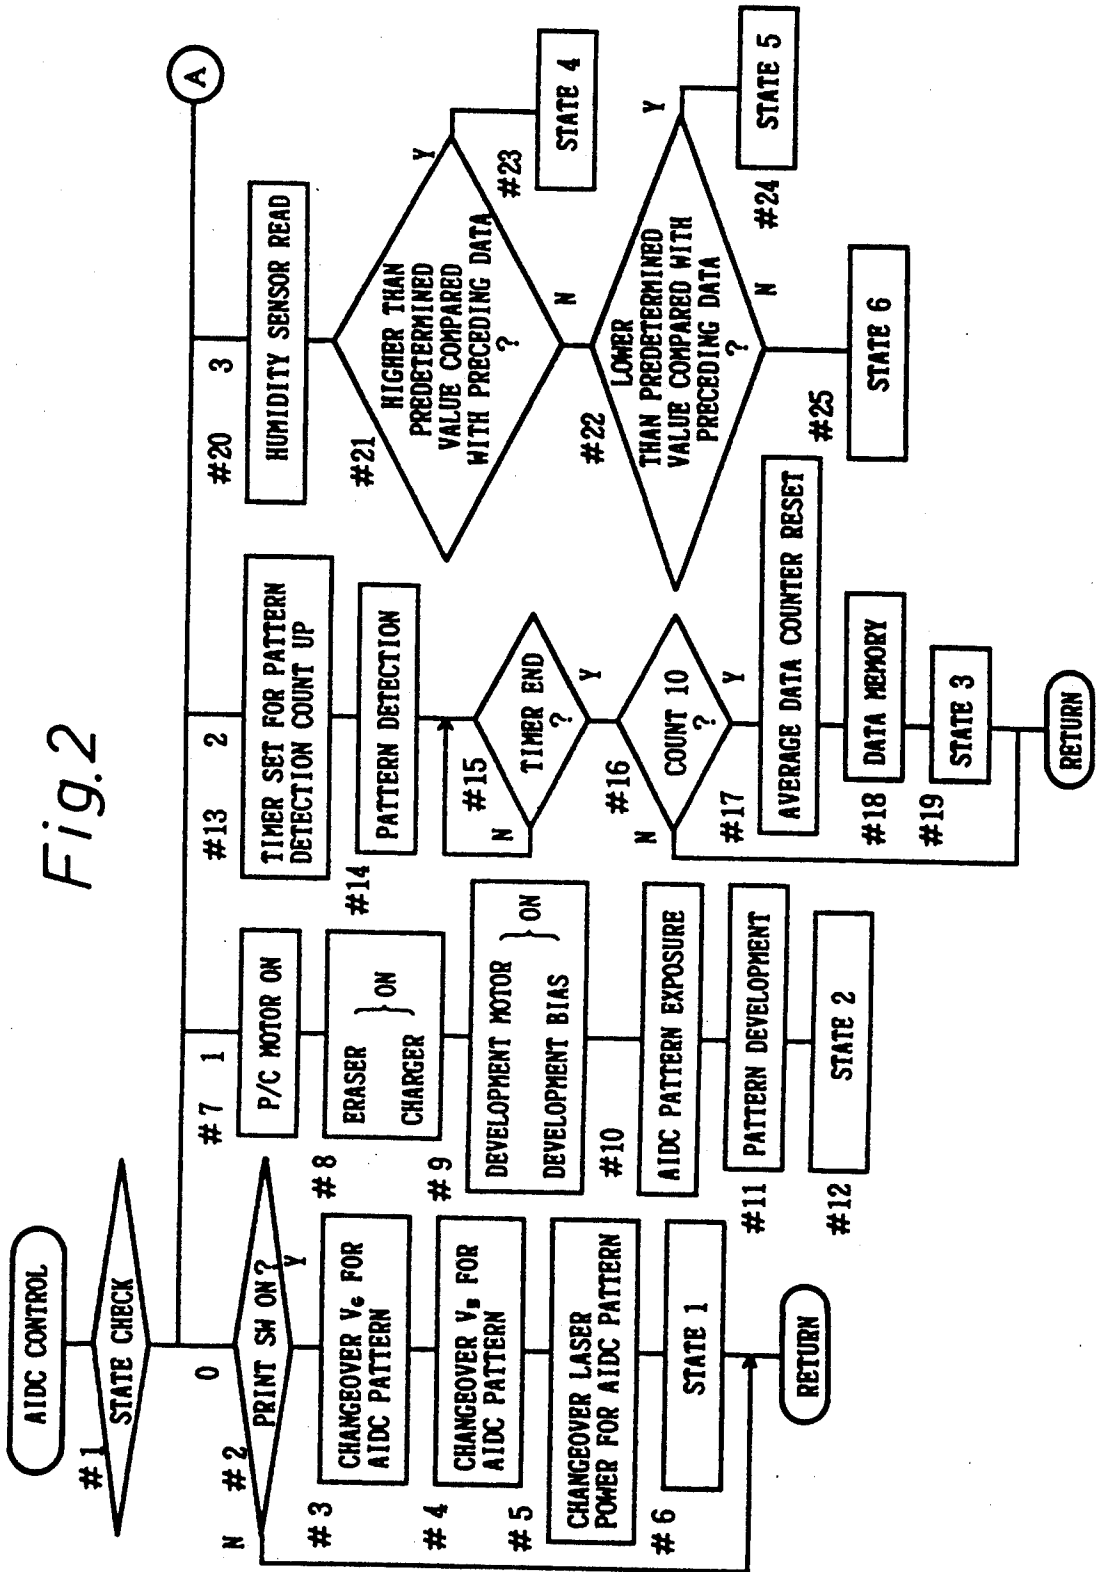 Fig.2
AIDC CONTROL
#1
STATE CHECK
A
0
#2
PRINT SW ON?
N
Y
#3
CHANGEOVER VG FOR
AIDC PATTERN
#4
CHANGEOVER VB FOR
AIDC PATTERN
#5
CHANGEOVER LASER
POWER FOR AIDC PATTERN
#6
STATE 1
RETURN
#7
1
P/C MOTOR ON
#8
ERASER
CHARGER
} ON
#9
DEVELOPMENT MOTOR
DEVELOPMENT BIAS
} ON
#10
AIDC PATTERN EXPOSURE
#11
PATTERN DEVELOPMENT
#12
STATE 2
#13
2
TIMER SET FOR PATTERN
DETECTION COUNT UP
#14
PATTERN DETECTION
#15
TIMER END
?
N
Y
#16
COUNT 10
?
N
Y
#17
AVERAGE DATA COUNTER RESET
#18
DATA MEMORY
#19
STATE 3
RETURN
#20
3
HUMIDITY SENSOR READ
#21
HIGHER THAN
PREDETERMINED
VALUE COMPARED
WITH PRECEDING DATA
?
Y
N
#23
STATE 4
#22
LOWER
THAN PREDETERMINED
VALUE COMPARED WITH
PRECEDING DATA
?
Y
N
#24
STATE 5
#25
STATE 6